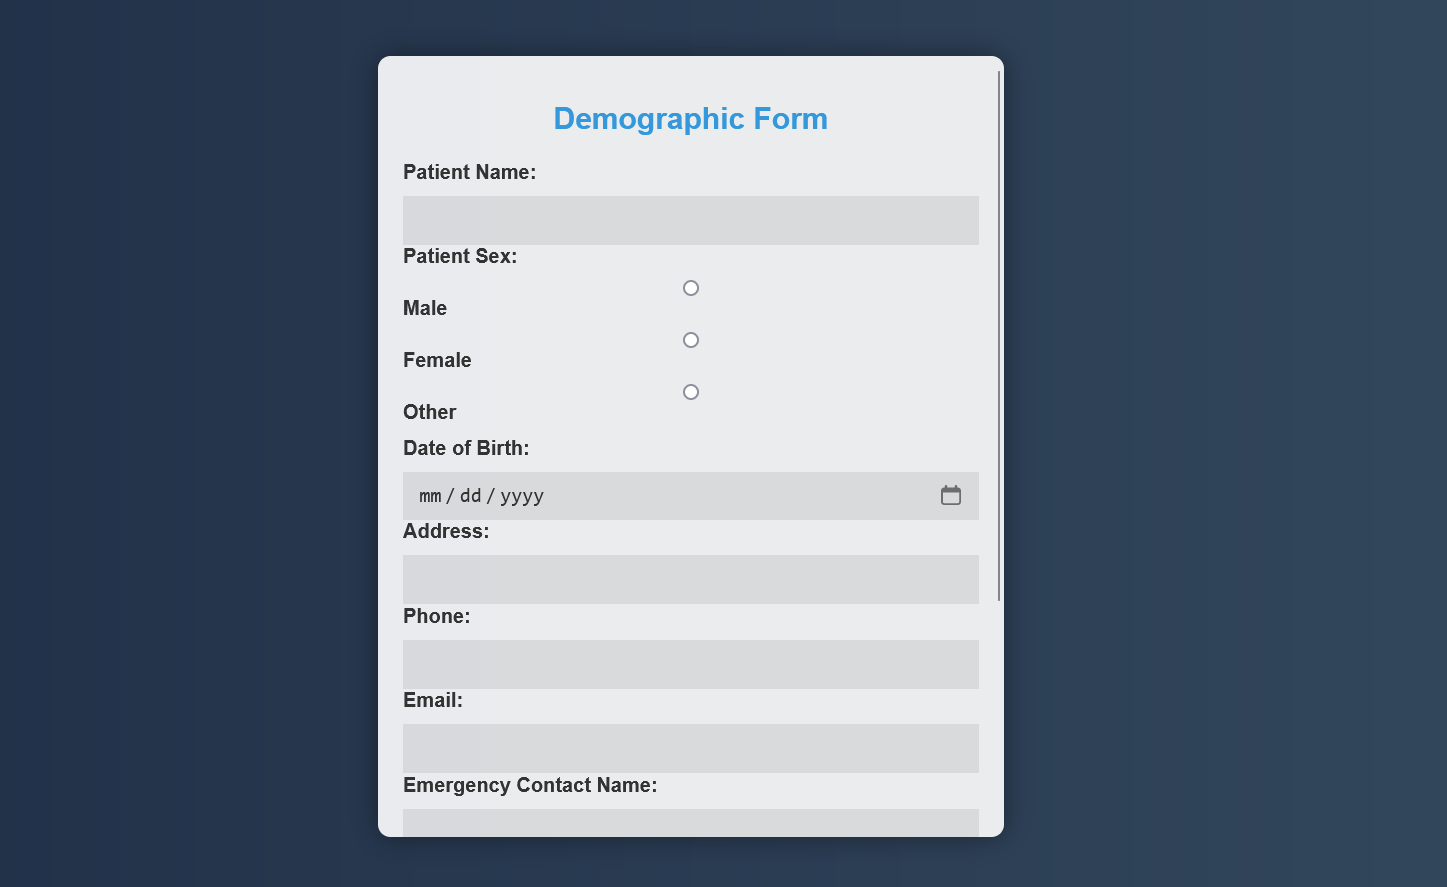 Demographic Form
Patient Name:
Patient Sex:
Male
Female
Other
Date of Birth:
mm / dd / yyyy
Address:
Phone:
Email:
Emergency Contact Name: